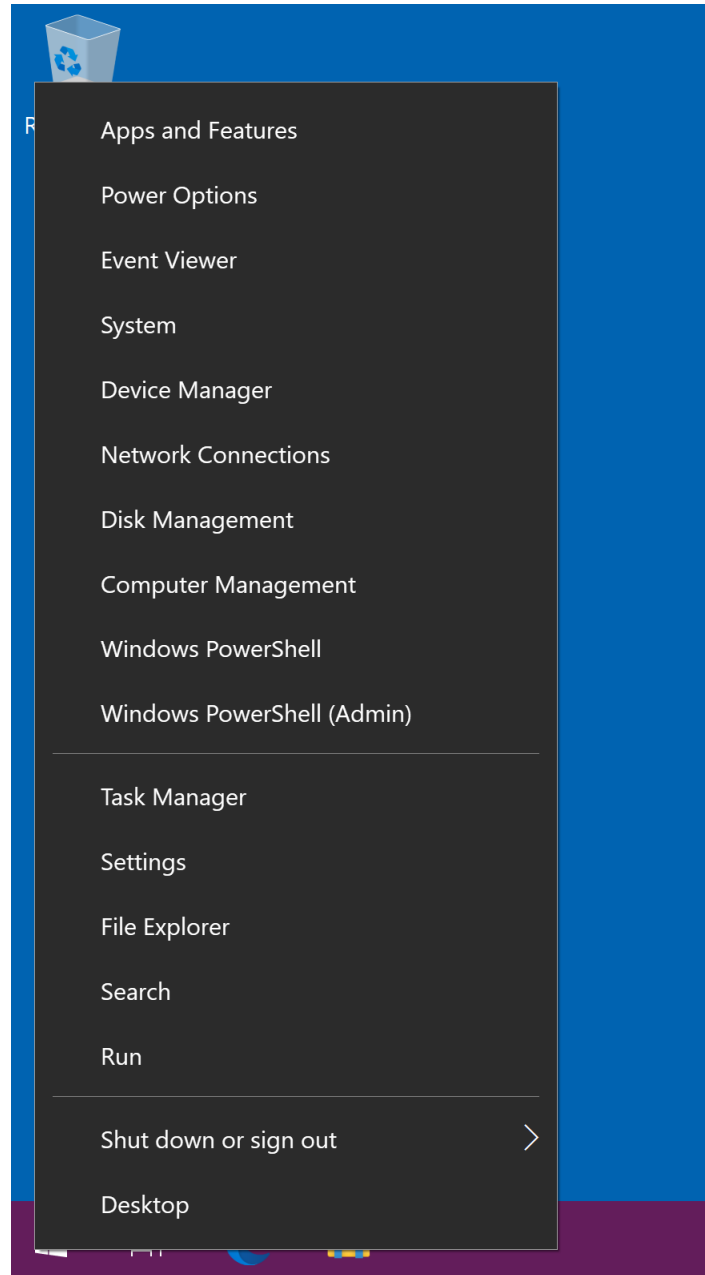 Apps and Features
Power Options
Event Viewer
System
Device Manager
Network Connections
Disk Management
Computer Management
Windows PowerShell
Windows PowerShell (Admin)
Task Manager
Settings
File Explorer
Search
Run
Shut down or sign out
Desktop